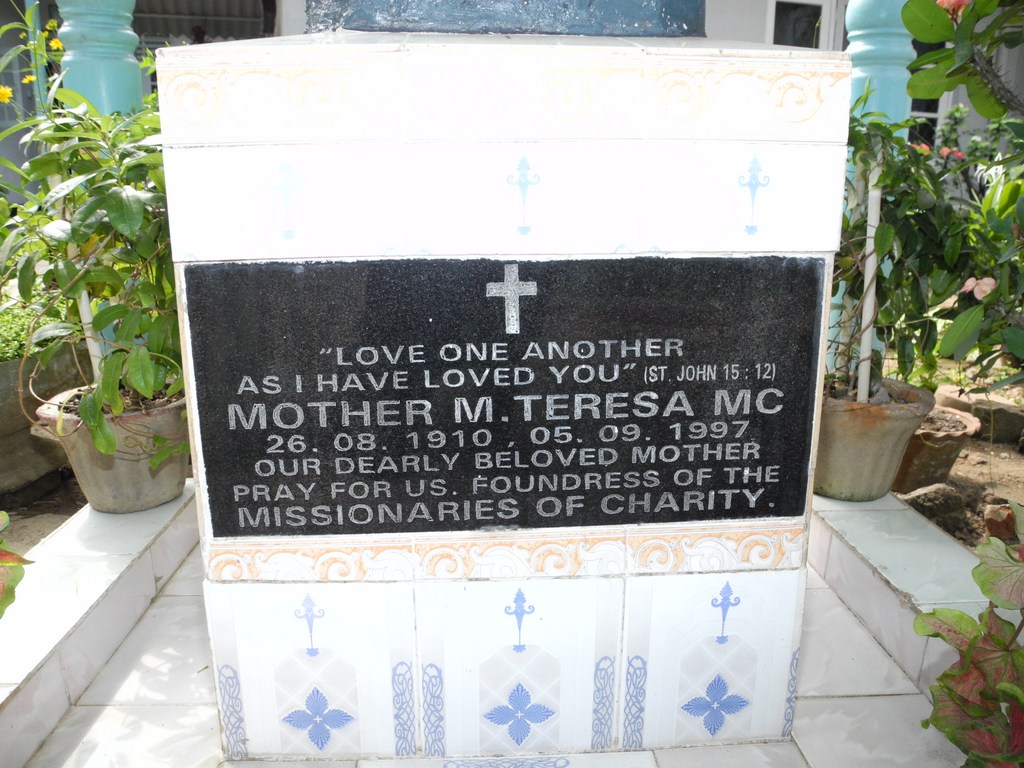 "LOVE ONE ANOTHER
AS I HAVE LOVED YOU" (ST. JOHN 15 : 12)
MOTHER M. TERESA MC
26. 08. 1910 , 05. 09. 1997
OUR DEARLY BELOVED MOTHER
PRAY FOR US. FOUNDRESS OF THE
MISSIONARIES OF CHARITY.